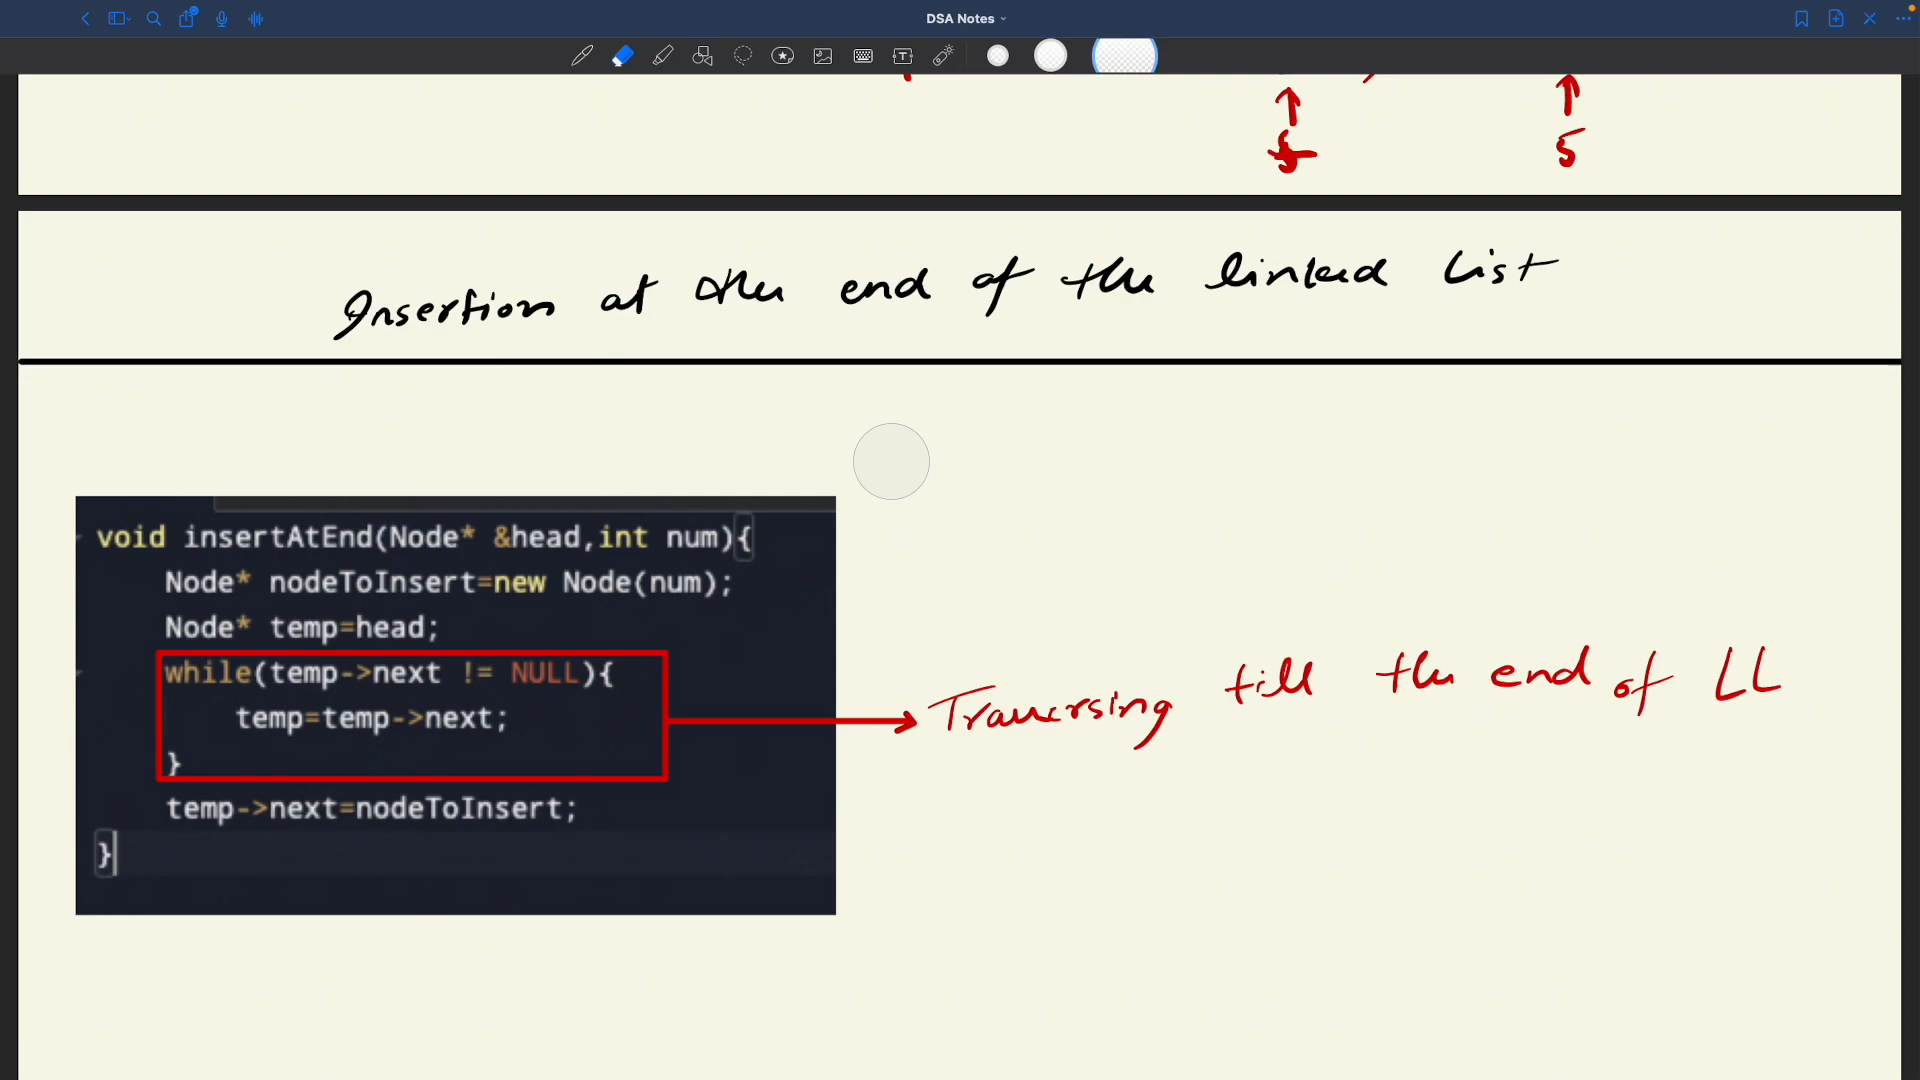 DSA Notes
5
5
Insertion at the end of the linked list
void insertAtEnd(Node* &head,int num){
Node* nodeToInsert=new Node(num);
Node* temp=head;
while(temp->next != NULL){
temp=temp->next;
}
temp->next=nodeToInsert;
}
Traversing till the end of LL